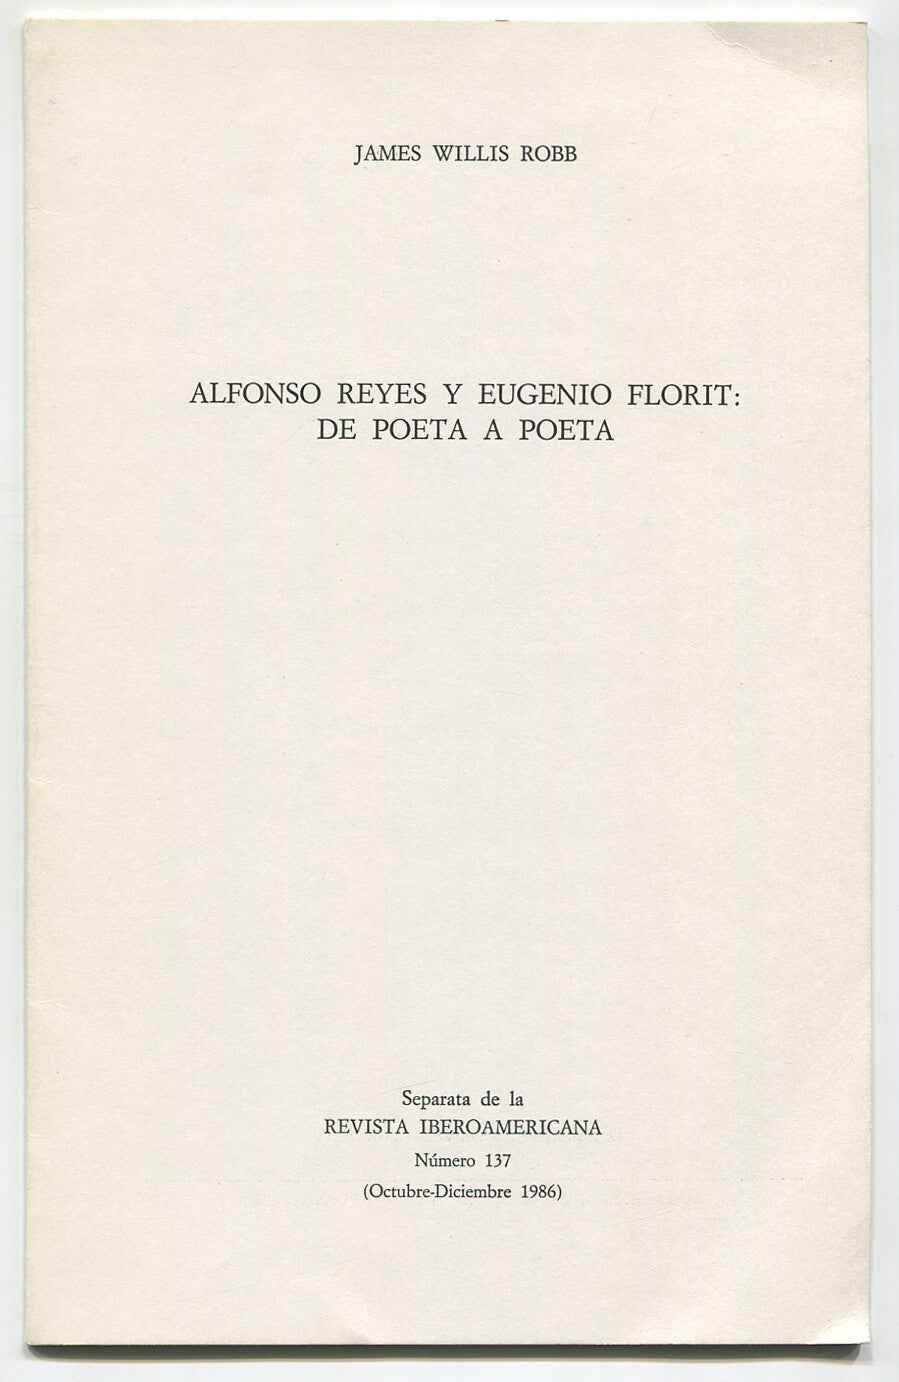 JAMES WILLIS ROBB
ALFONSO REYES Y EUGENIO FLORIT:
DE POETA A POETA
Separata de la
REVISTA IBEROAMERICANA
Número 137
(Octubre-Diciembre 1986)